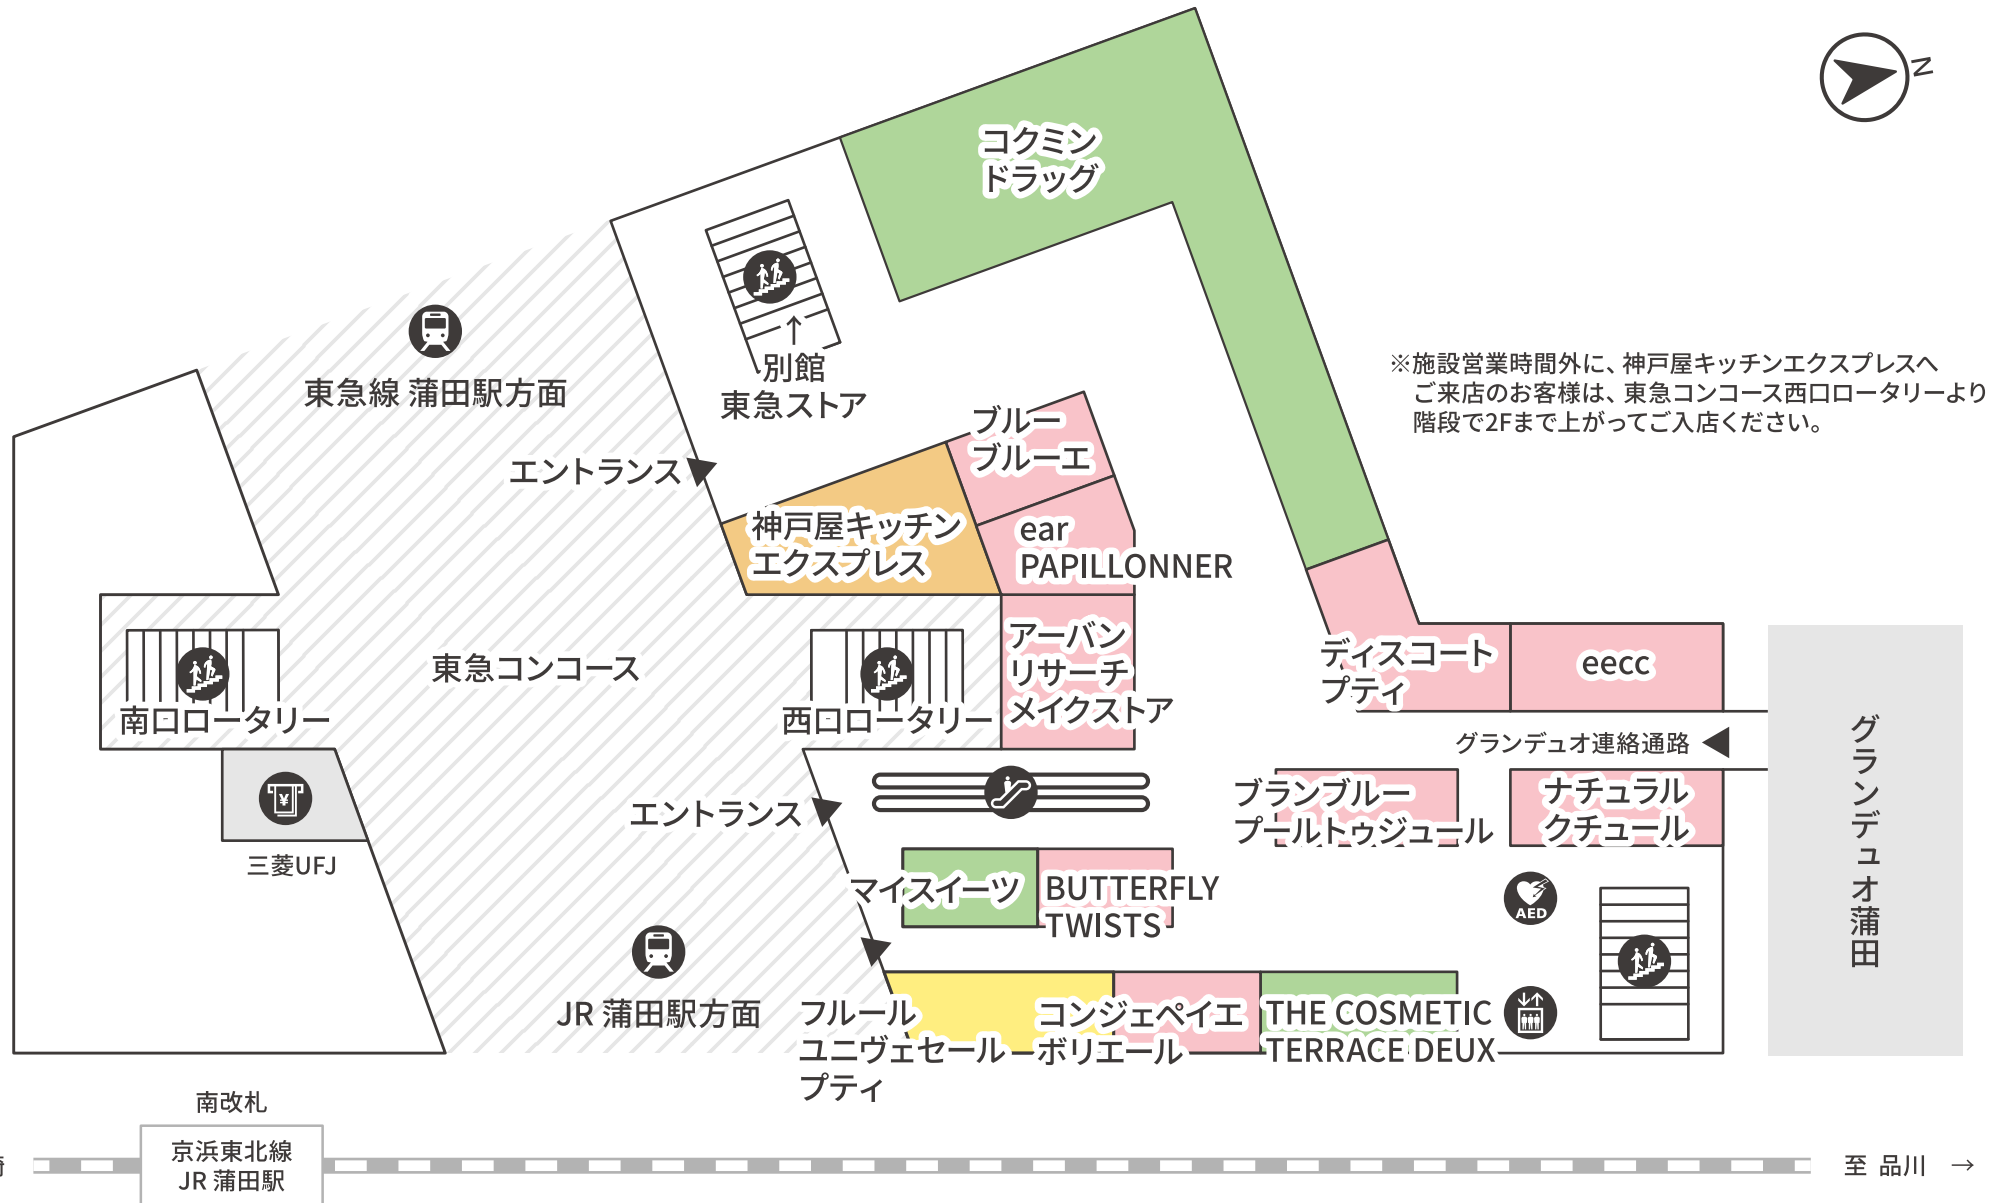 N
コクミン
ドラッグ
↑
別館
東急ストア
※施設営業時間外に、神戸屋キッチンエクスプレスへ
ご来店のお客様は、東急コンコース西口ロータリーより
階段で2Fまで上がってご入店ください。
東急線 蒲田駅方面
エントランス
ブルー
ブルーエ
神戸屋キッチン
エクスプレス
ear
PAPILLONNER
アーバン
リサーチ
メイクストア
ディスコート
プティ
eecc
東急コンコース
南口ロータリー
西口ロータリー
グランデュオ連絡通路
グランデュオ蒲田
¥
三菱UFJ
エントランス
ブランブルー
プールトゥジュール
ナチュラル
クチュール
マイスイーツ
BUTTERFLY
TWISTS
AED
JR 蒲田駅方面
フルール
ユニヴェセール
プティ
コンジェペイエ
ボリエール
THE COSMETIC
TERRACE DEUX
南改札
京浜東北線
JR 蒲田駅
至 品川 →